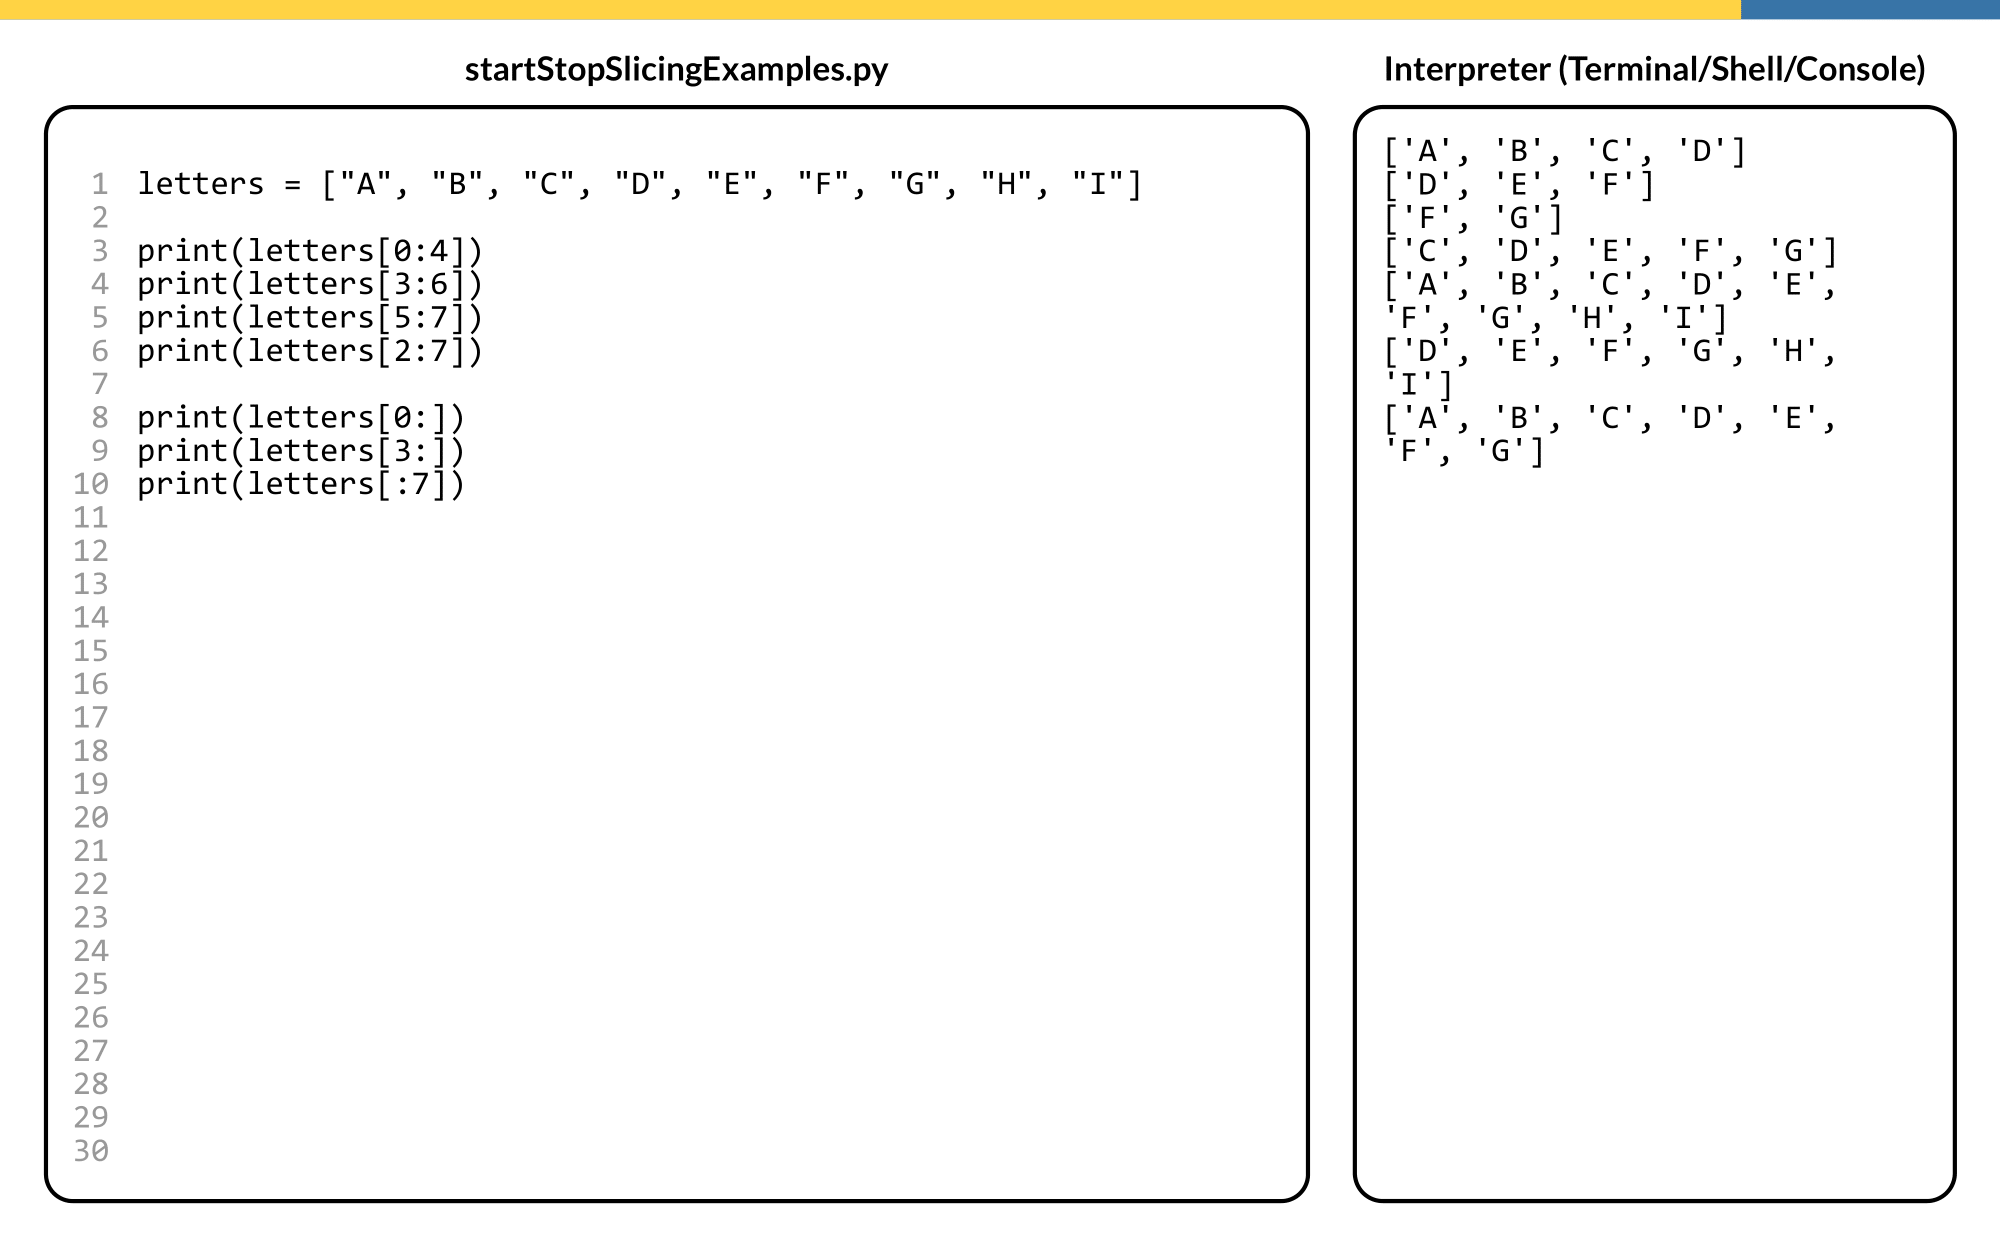 startStopSlicingExamples.py
1 letters = ["A", "B", "C", "D", "E", "F", "G", "H", "I"]
2
3 print(letters[0:4])
4 print(letters[3:6])
5 print(letters[5:7])
6 print(letters[2:7])
7
8 print(letters[0:])
9 print(letters[3:])
10 print(letters[:7])
11
12
13
14
15
16
17
18
19
20
21
22
23
24
25
26
27
28
29
30
Interpreter (Terminal/Shell/Console)
['A', 'B', 'C', 'D']
['D', 'E', 'F']
['F', 'G']
['C', 'D', 'E', 'F', 'G']
['A', 'B', 'C', 'D', 'E',
'F', 'G', 'H', 'I']
['D', 'E', 'F', 'G', 'H',
'I']
['A', 'B', 'C', 'D', 'E',
'F', 'G']